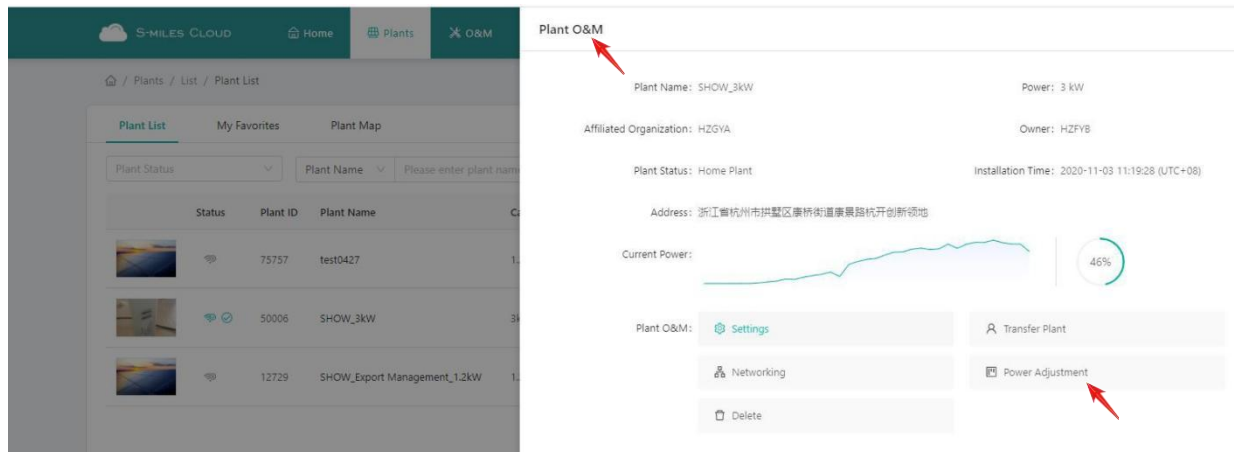 S-MILES CLOUD
Home
Plants
O&M
Plant O&M
/ Plants / List / Plant List
Plant List
My Favorites
Plant Map
Plant Status
Plant Name
Please enter plant name
Status
Plant ID
Plant Name
75757
test0427
50006
SHOW_3kW
12729
SHOW_Export Management_1.2kW
Plant Name: SHOW_3kW
Power: 3 kW
Affiliated Organization: HZGYA
Owner: HZFYB
Plant Status: Home Plant
Installation Time: 2020-11-03 11:19:28 (UTC+08)
Address: 浙江省杭州市拱墅区康桥街道康景路杭开创新领地
Current Power:
46%
Plant O&M:
Settings
Transfer Plant
Networking
Power Adjustment
Delete